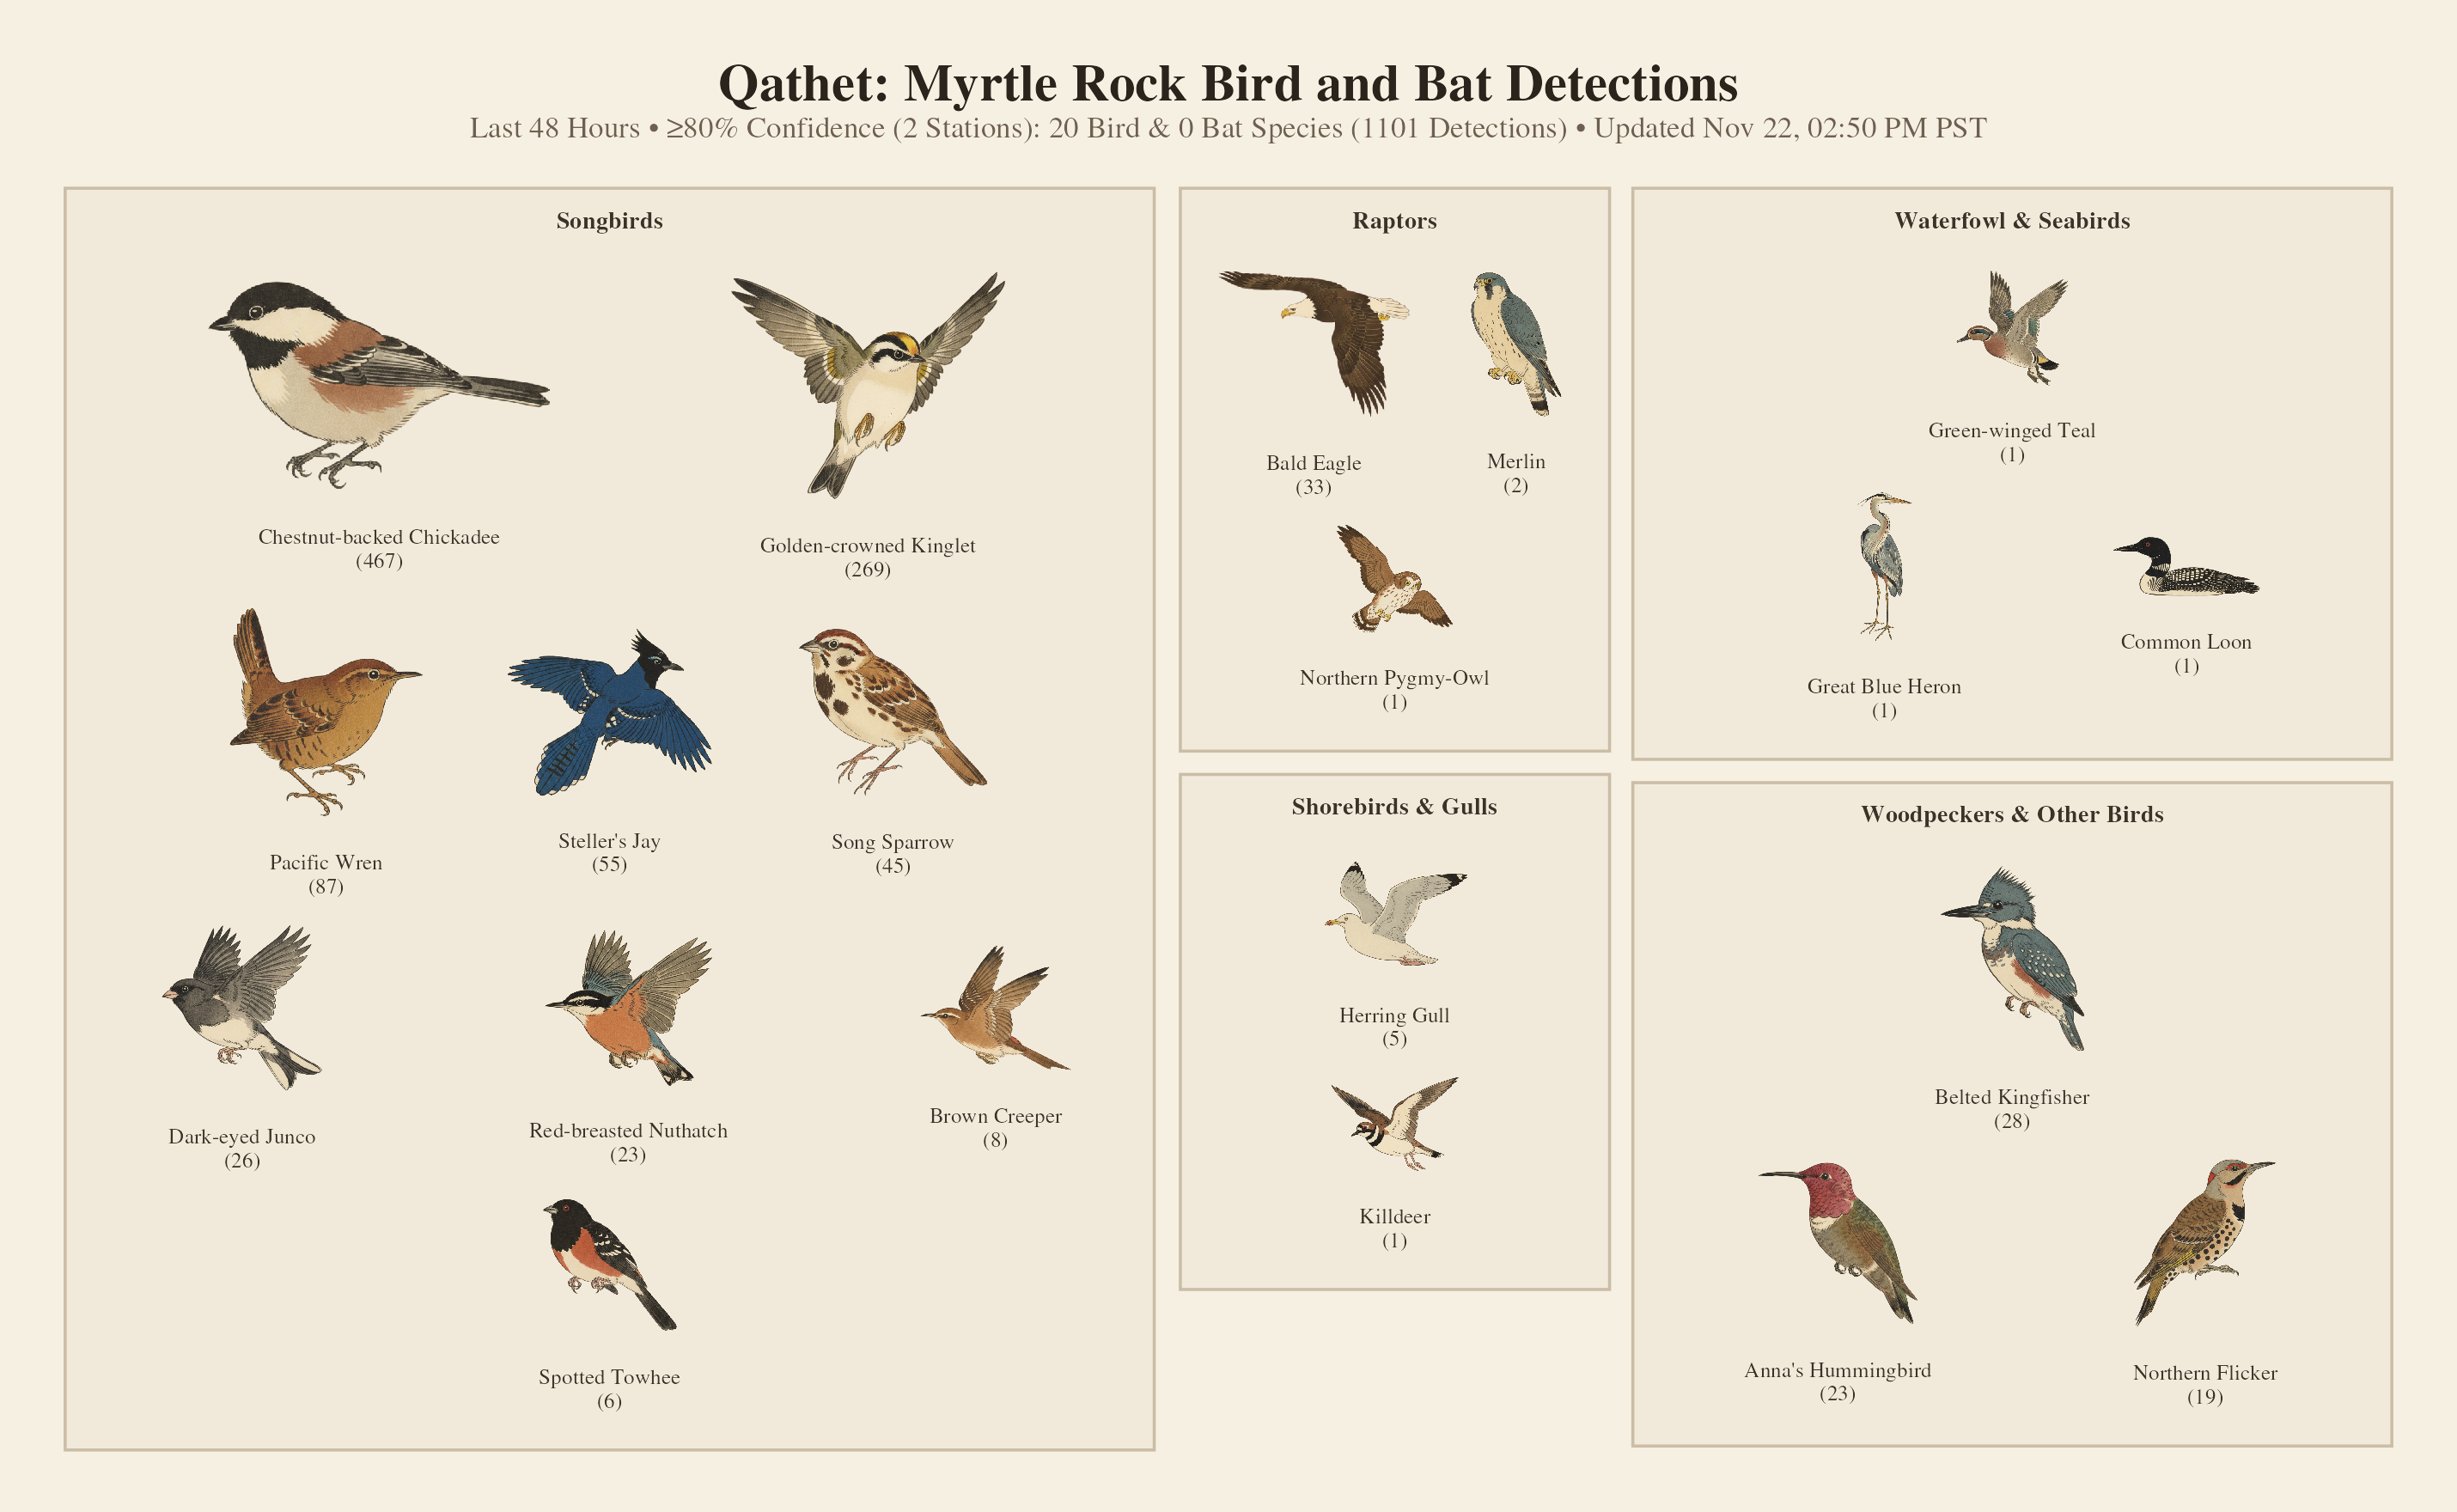 Qathet: Myrtle Rock Bird and Bat Detections
Last 48 Hours • ≥80% Confidence (2 Stations): 20 Bird & 0 Bat Species (1101 Detections) • Updated Nov 22, 02:50 PM PST
Songbirds
Chestnut-backed Chickadee
(467)
Golden-crowned Kinglet
(269)
Pacific Wren
(87)
Steller's Jay
(55)
Song Sparrow
(45)
Dark-eyed Junco
(26)
Red-breasted Nuthatch
(23)
Brown Creeper
(8)
Spotted Towhee
(6)
Raptors
Bald Eagle
(33)
Merlin
(2)
Northern Pygmy-Owl
(1)
Shorebirds & Gulls
Herring Gull
(5)
Killdeer
(1)
Waterfowl & Seabirds
Green-winged Teal
(1)
Great Blue Heron
(1)
Common Loon
(1)
Woodpeckers & Other Birds
Belted Kingfisher
(28)
Anna's Hummingbird
(23)
Northern Flicker
(19)